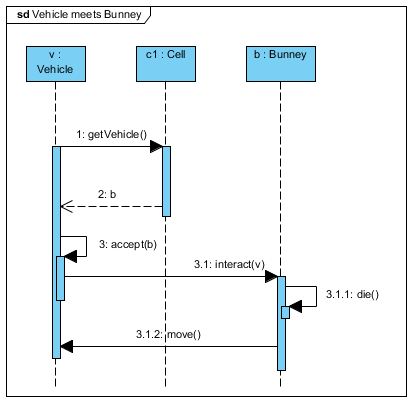 sd Vehicle meets Bunney
v :
Vehicle
c1 : Cell
b : Bunney
1: getVehicle()
2: b
3: accept(b)
3.1: interact(v)
3.1.1: die()
3.1.2: move()